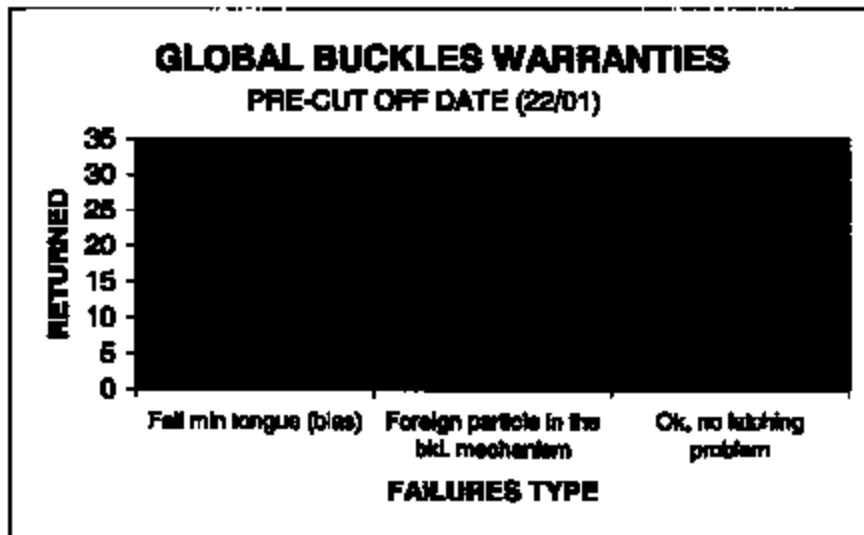 GLOBAL BUCKLES WARRANTIES
PRE-CUT OFF DATE (22/01)
RETURNED
35
30
25
20
15
10
5
0
Fail min tongue (bias)
Foreign particle in the
bkl. mechanism
Ok, no latching
problem
FAILURES TYPE